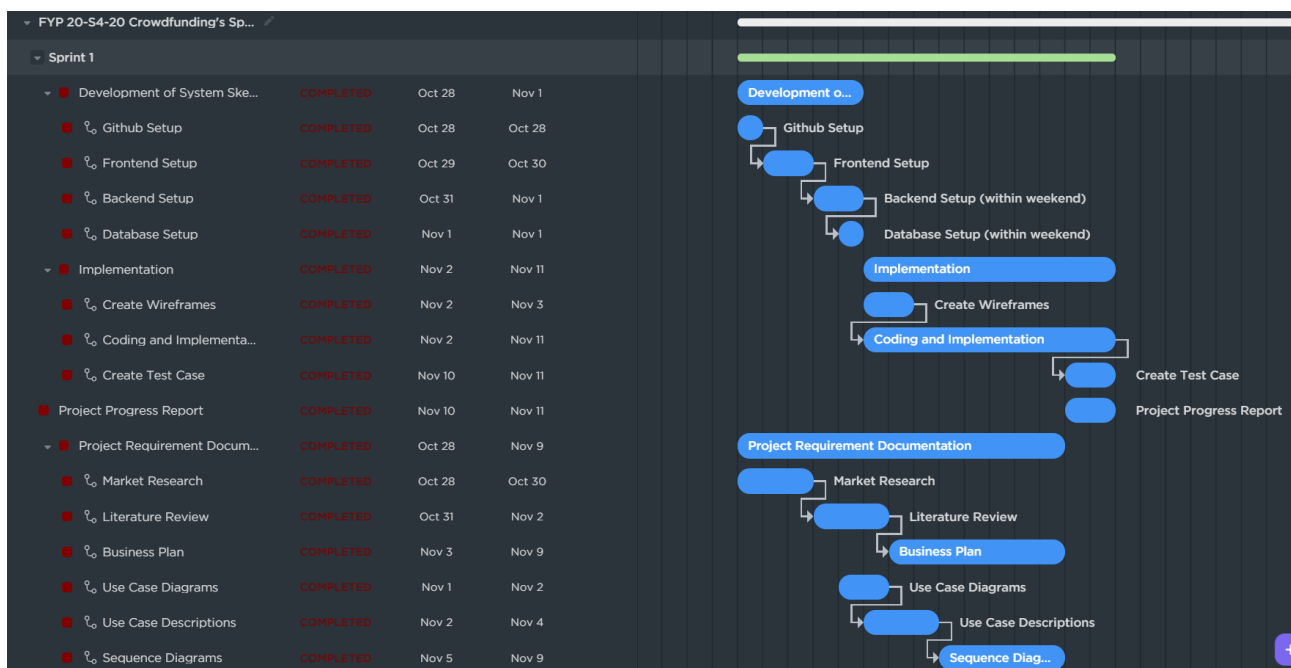 FYP 20-S4-20 Crowdfunding's Sp...
Sprint 1
Development of System Ske... COMPLETED Oct 28 Nov 1 Development o...
Github Setup COMPLETED Oct 28 Oct 28 Github Setup
Frontend Setup COMPLETED Oct 29 Oct 30 Frontend Setup
Backend Setup COMPLETED Oct 31 Nov 1 Backend Setup (within weekend)
Database Setup COMPLETED Nov 1 Nov 1 Database Setup (within weekend)
Implementation COMPLETED Nov 2 Nov 11 Implementation
Create Wireframes COMPLETED Nov 2 Nov 3 Create Wireframes
Coding and Implementa... COMPLETED Nov 2 Nov 11 Coding and Implementation
Create Test Case COMPLETED Nov 10 Nov 11 Create Test Case
Project Progress Report COMPLETED Nov 10 Nov 11 Project Progress Report
Project Requirement Docum... COMPLETED Oct 28 Nov 9 Project Requirement Documentation
Market Research COMPLETED Oct 28 Oct 30 Market Research
Literature Review COMPLETED Oct 31 Nov 2 Literature Review
Business Plan COMPLETED Nov 3 Nov 9 Business Plan
Use Case Diagrams COMPLETED Nov 1 Nov 2 Use Case Diagrams
Use Case Descriptions COMPLETED Nov 2 Nov 4 Use Case Descriptions
Sequence Diagrams COMPLETED Nov 5 Nov 9 Sequence Diag...